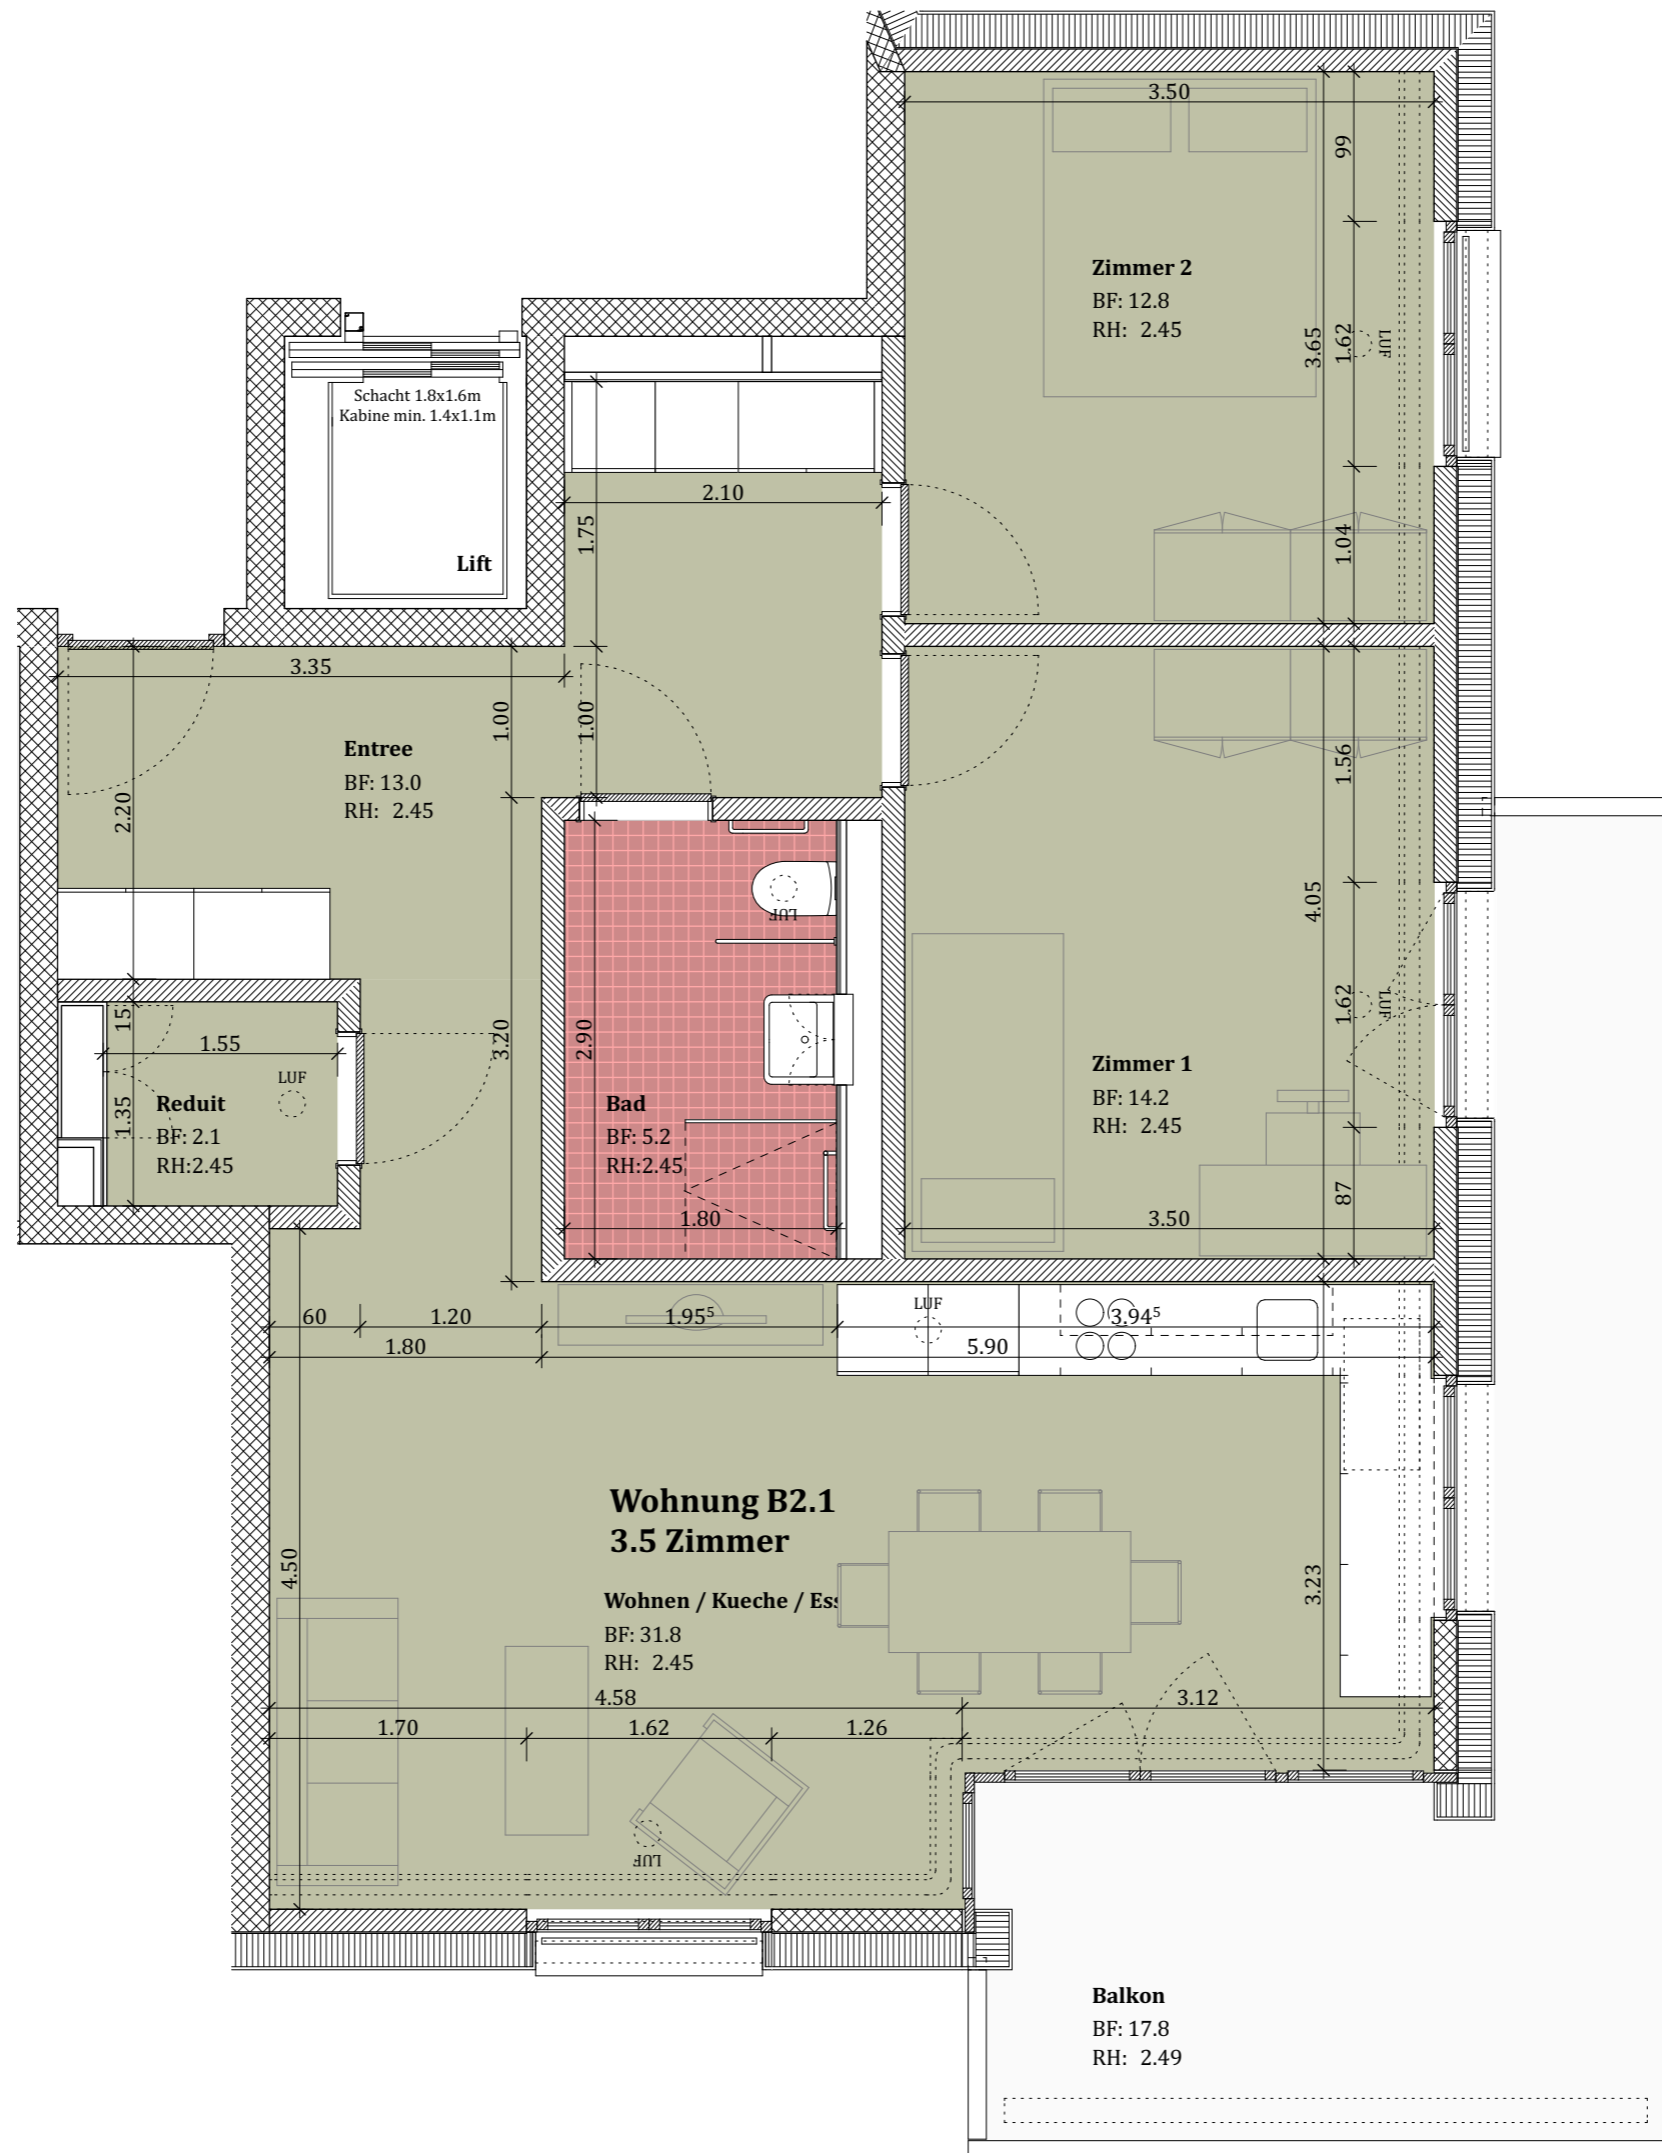 3.50
99
Zimmer 2
BF: 12.8
RH: 2.45
3.65
1.62
LUF
Schacht 1.8x1.6m
Kabine min. 1.4x1.1m
2.10
1.75
1.04
Lift
3.35
1.00
1.00
Entree
BF: 13.0
RH: 2.45
2.20
1.56
LUF
4.05
15
1.55
LUF
3.20
2.90
1.62
LUF
Zimmer 1
BF: 14.2
RH: 2.45
Reduit
BF: 2.1
RH:2.45
1.35
Bad
BF: 5.2
RH:2.45
87
1.80
3.50
60
1.20
1.95⁵
LUF
3.94⁵
1.80
5.90
Wohnung B2.1
3.5 Zimmer
4.50
3.23
Wohnen / Kueche / Ess
BF: 31.8
RH: 2.45
4.58
3.12
1.70
1.62
1.26
LUF
Balkon
BF: 17.8
RH: 2.49